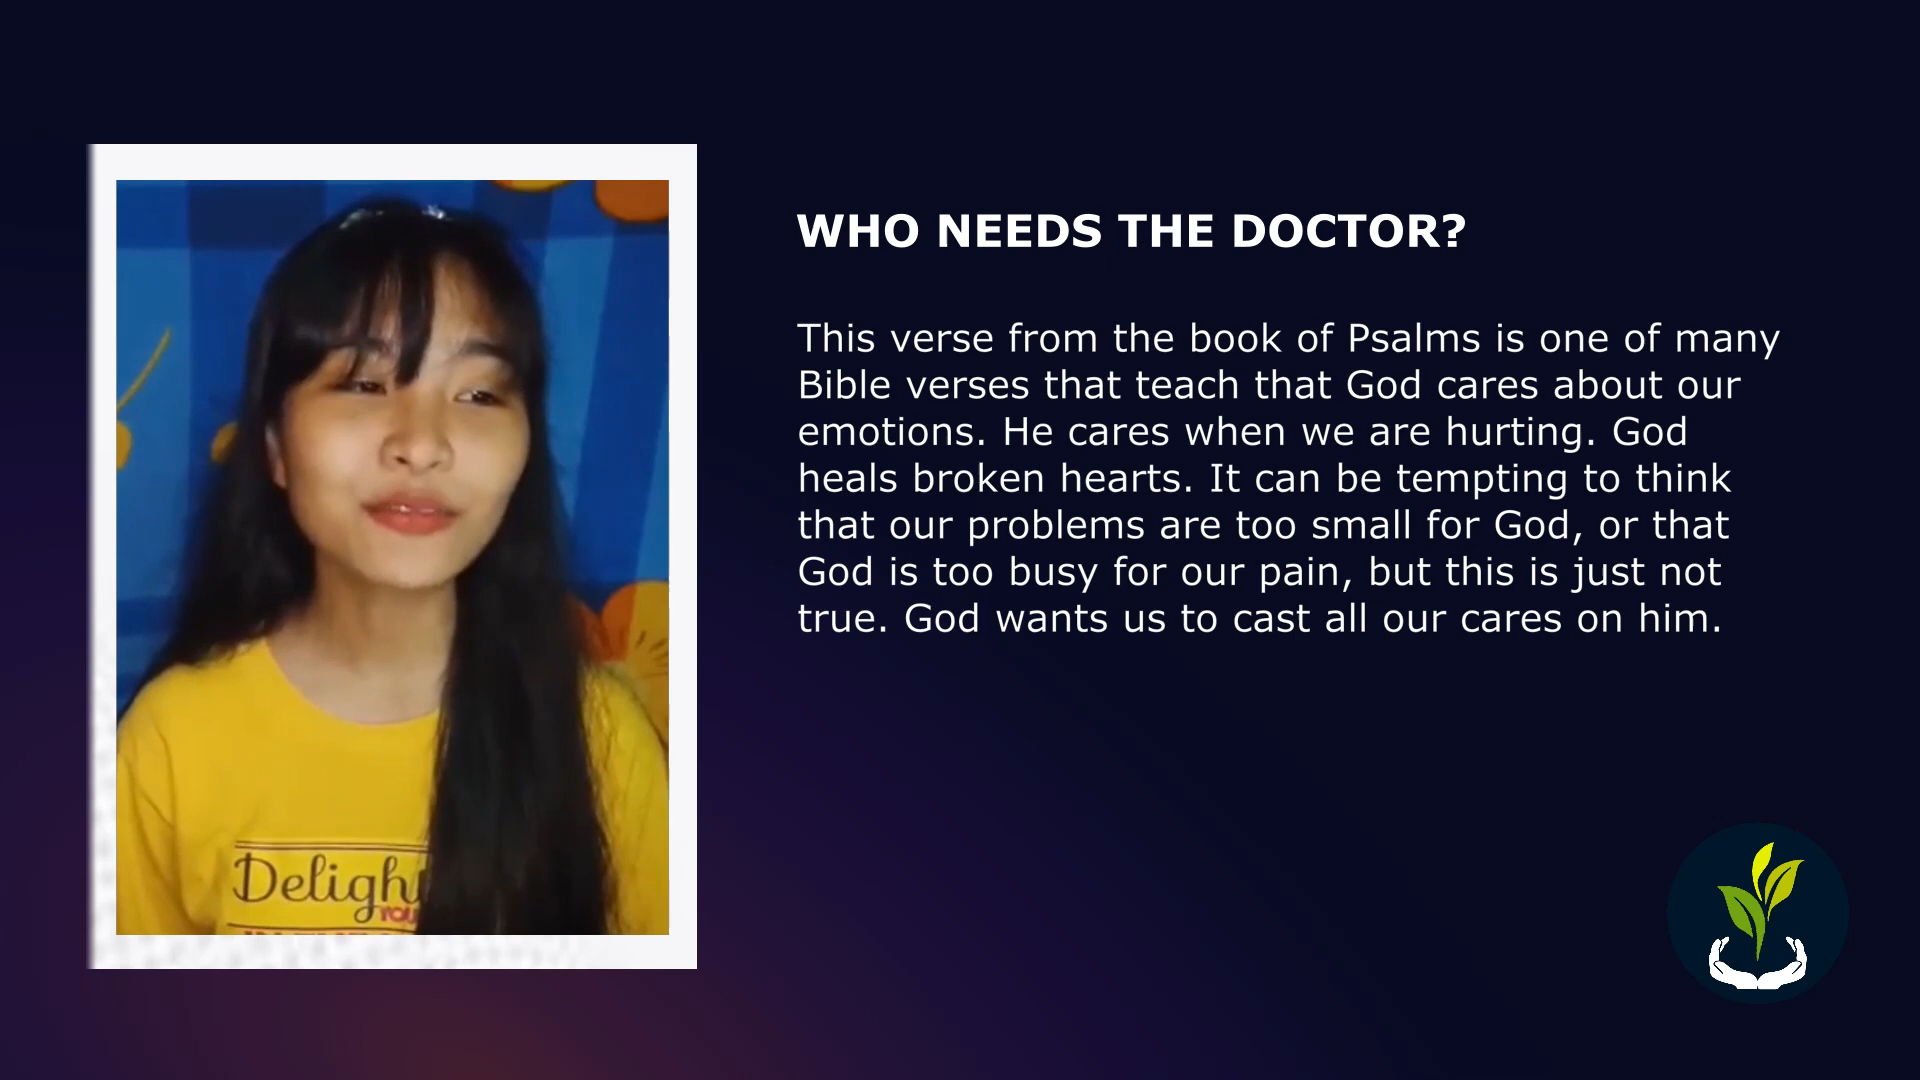 WHO NEEDS THE DOCTOR?
This verse from the book of Psalms is one of many
Bible verses that teach that God cares about our
emotions. He cares when we are hurting. God
heals broken hearts. It can be tempting to think
that our problems are too small for God, or that
God is too busy for our pain, but this is just not
true. God wants us to cast all our cares on him.
Deligh
YOU